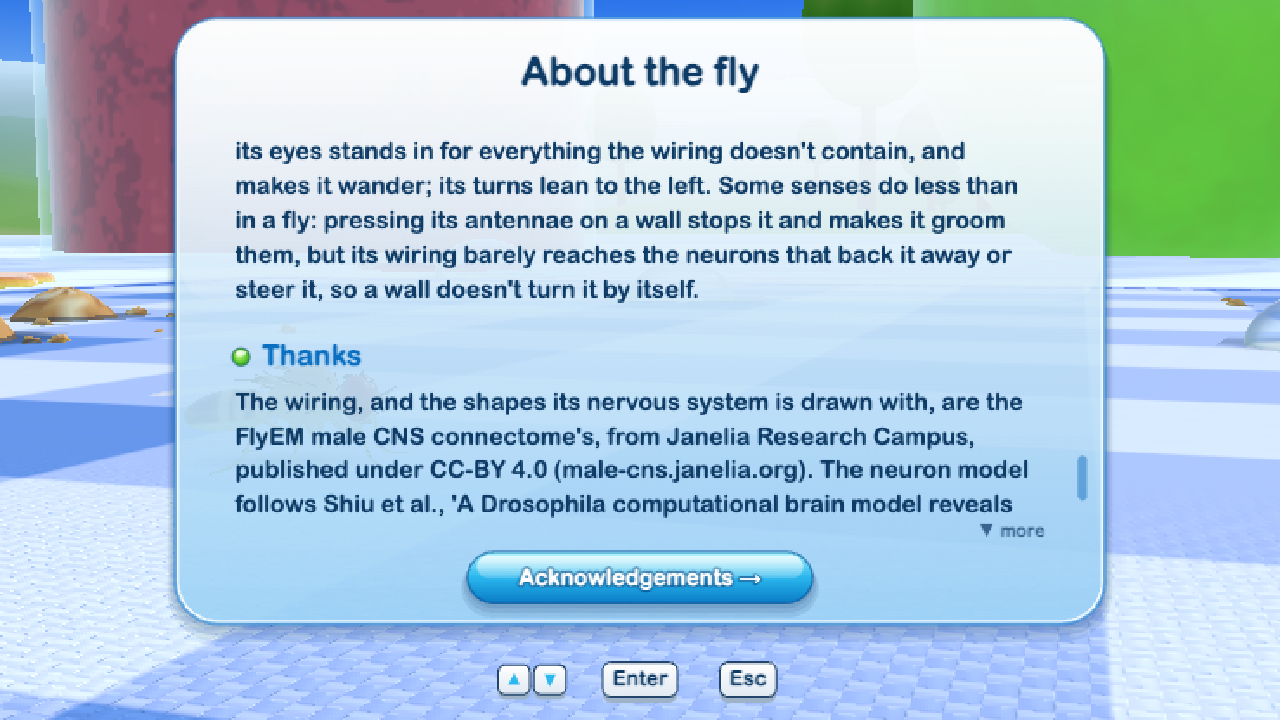 About the fly
its eyes stands in for everything the wiring doesn't contain, and
makes it wander; its turns lean to the left. Some senses do less than
in a fly: pressing its antennae on a wall stops it and makes it groom
them, but its wiring barely reaches the neurons that back it away or
steer it, so a wall doesn't turn it by itself.
Thanks
The wiring, and the shapes its nervous system is drawn with, are the
FlyEM male CNS connectome's, from Janelia Research Campus,
published under CC-BY 4.0 (male-cns.janelia.org). The neuron model
follows Shiu et al., 'A Drosophila computational brain model reveals
▼ more
Acknowledgements →
▲ ▼ Enter Esc